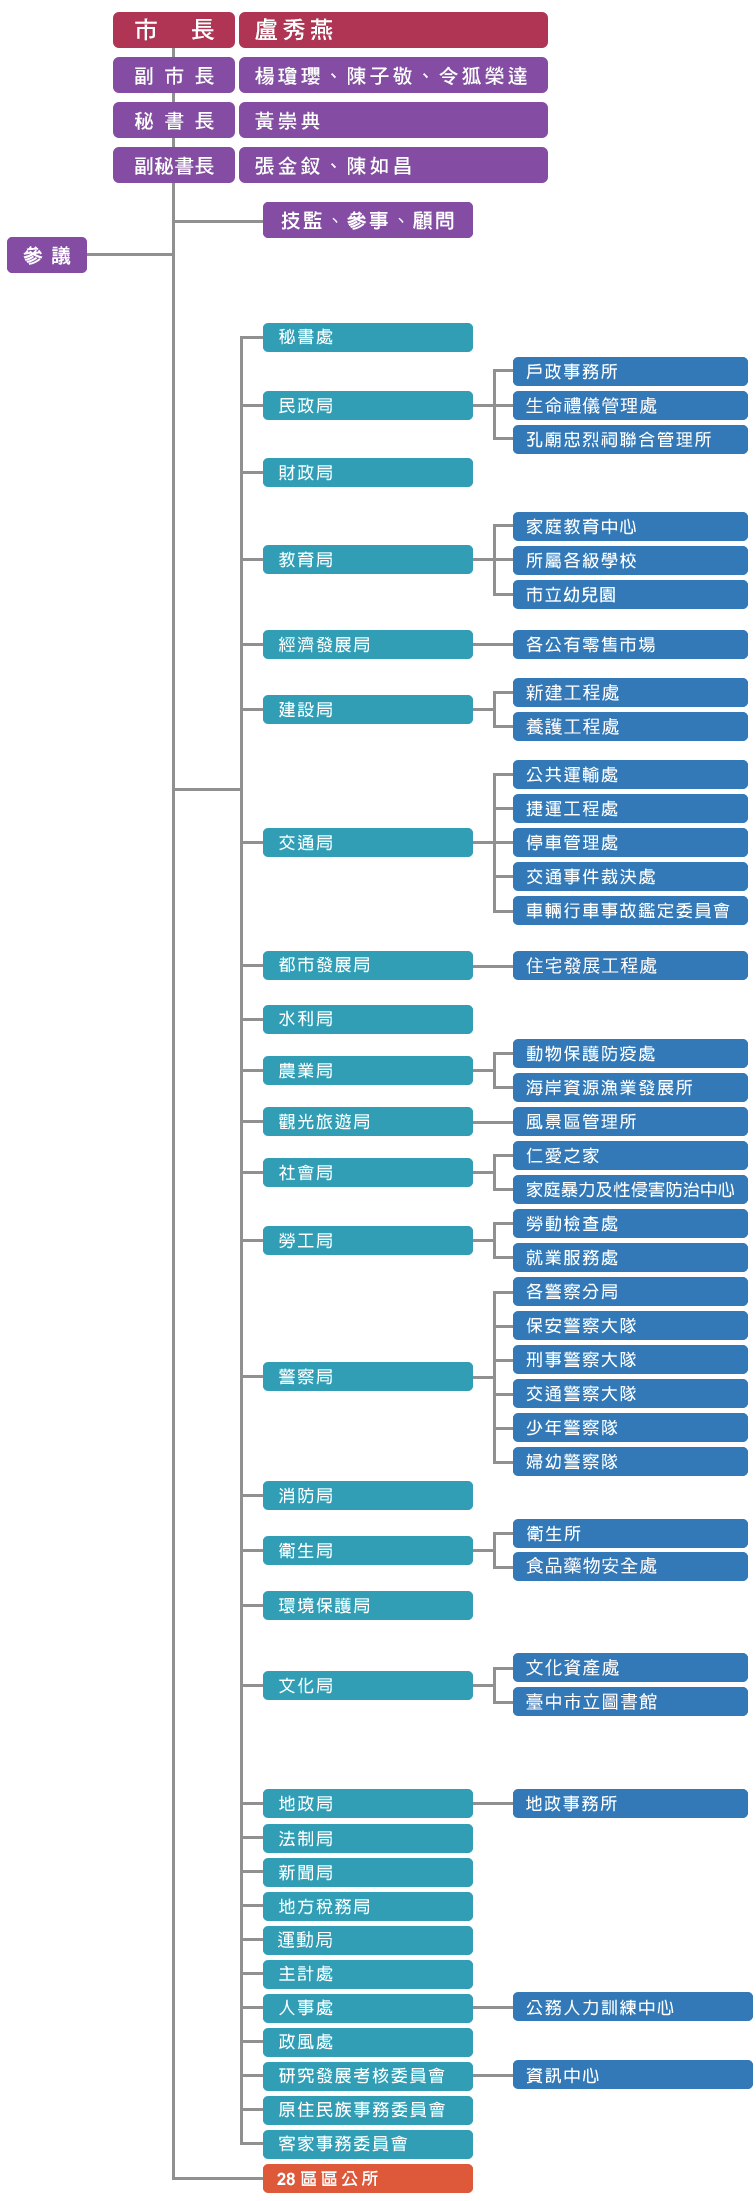 市　長　盧秀燕
副市長　楊瓊瓔、陳子敬、令狐榮達
秘書長　黃崇典
副秘書長　張金釵、陳如昌
技監、參事、顧問
參議
秘書處
民政局
戶政事務所
生命禮儀管理處
孔廟忠烈祠聯合管理所
財政局
教育局
家庭教育中心
所屬各級學校
市立幼兒園
經濟發展局
各公有零售市場
建設局
新建工程處
養護工程處
交通局
公共運輸處
捷運工程處
停車管理處
交通事件裁決處
車輛行車事故鑑定委員會
都市發展局
住宅發展工程處
水利局
農業局
動物保護防疫處
海岸資源漁業發展所
觀光旅遊局
風景區管理所
社會局
仁愛之家
家庭暴力及性侵害防治中心
勞工局
勞動檢查處
就業服務處
警察局
各警察分局
保安警察大隊
刑事警察大隊
交通警察大隊
少年警察隊
婦幼警察隊
消防局
衛生局
衛生所
食品藥物安全處
環境保護局
文化局
文化資產處
臺中市立圖書館
地政局
地政事務所
法制局
新聞局
地方稅務局
運動局
主計處
人事處
公務人力訓練中心
政風處
研究發展考核委員會
資訊中心
原住民族事務委員會
客家事務委員會
28區區公所